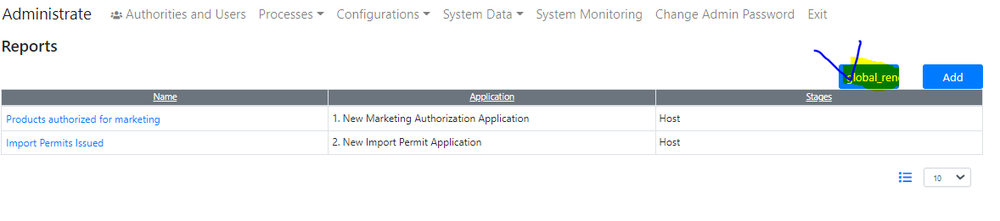 Administrate Authorities and Users Processes Configurations System Data System Monitoring Change Admin Password Exit
Reports
global_ren Add
Name Application Stages
Products authorized for marketing 1. New Marketing Authorization Application Host
Import Permits Issued 2. New Import Permit Application Host
10